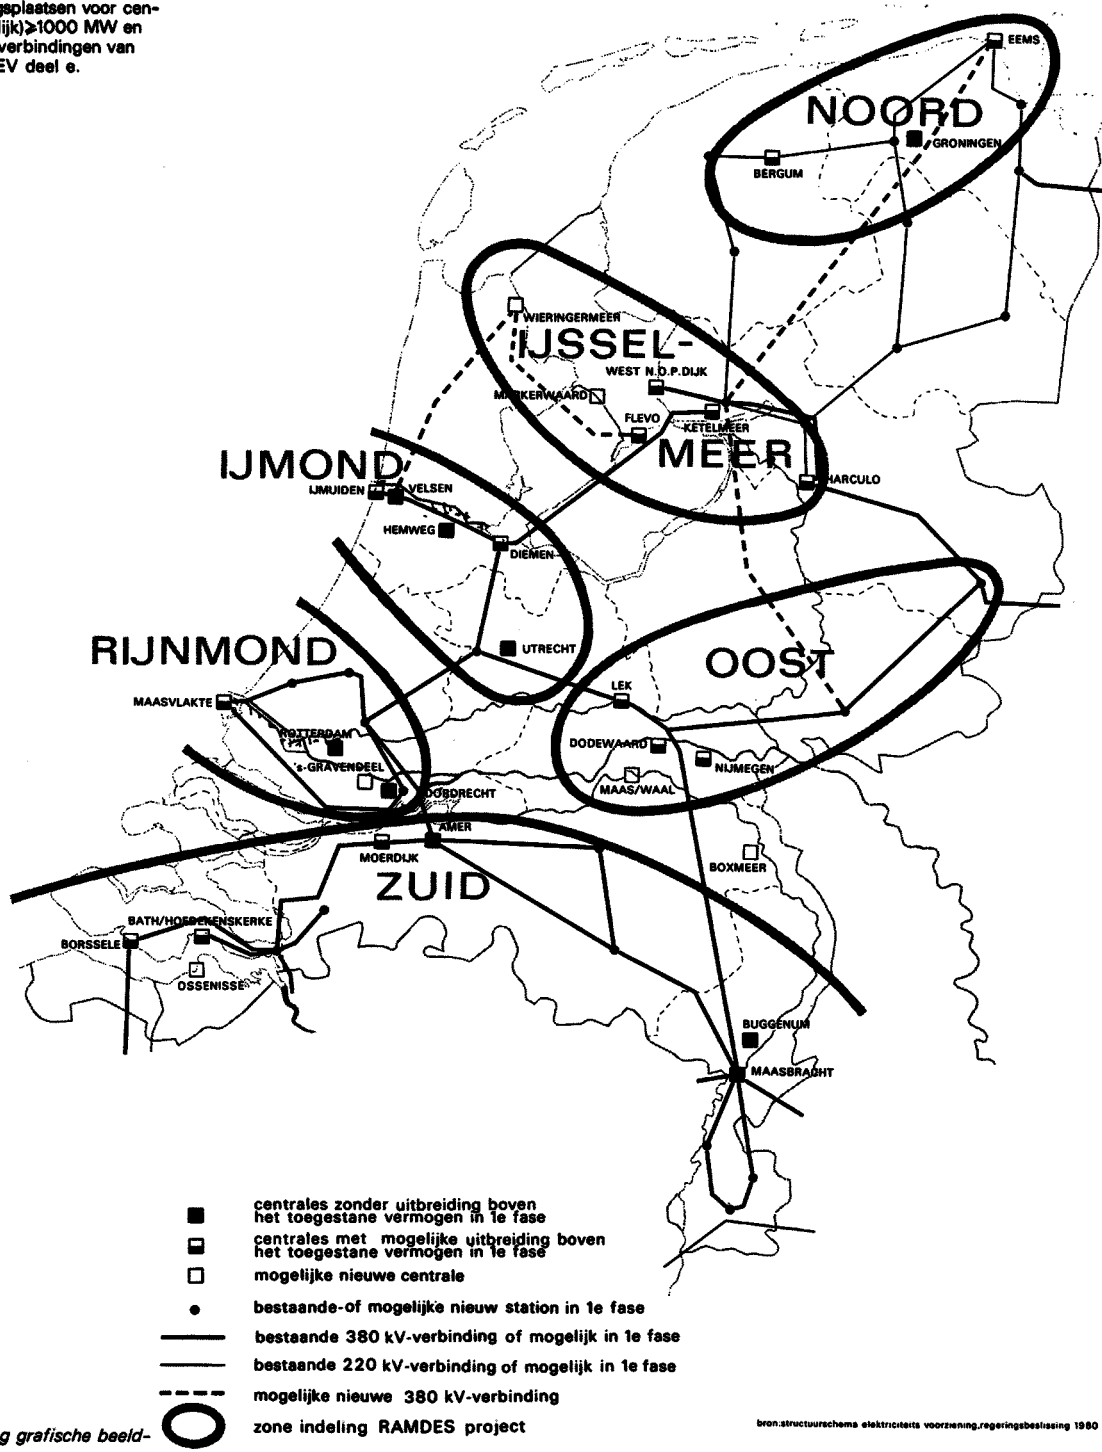 gsplaatsen voor cen-
lijk)⩾1000 MW en
verbindingen van
EV deel e.
EEMS
NOORD
GRONINGEN
BERGUM
WIERINGERMEER
IJSSEL-
WEST N.O.P. DIJK
MARKERWAARD
FLEVO
KETELMEER
MEER
HARCULO
IJMOND
IJMUIDEN
VELSEN
HEMWEG
DIEMEN
UTRECHT
RIJNMOND
OOST
MAASVLAKTE
LEK
ROTTERDAM
DODEWAARD
's-GRAVENDEEL
NIJMEGEN
DORDRECHT
MAAS/WAAL
AMER
MOERDIJK
BOXMEER
ZUID
BATH/HOEDEKENSKERKE
BORSSELE
OSSENISSE
BUGGENUM
MAASBRACHT
centrales zonder uitbreiding boven
het toegestane vermogen in 1e fase
centrales met mogelijke uitbreiding boven
het toegestane vermogen in 1e fase
mogelijke nieuwe centrale
bestaande-of mogelijke nieuw station in 1e fase
bestaande 380 kV-verbinding of mogelijk in 1e fase
bestaande 220 kV-verbinding of mogelijk in 1e fase
mogelijke nieuwe 380 kV-verbinding
zone indeling RAMDES project
bron:structuurschema elektriciteits voorziening,regeringsbeslissing 1980
g grafische beeld-